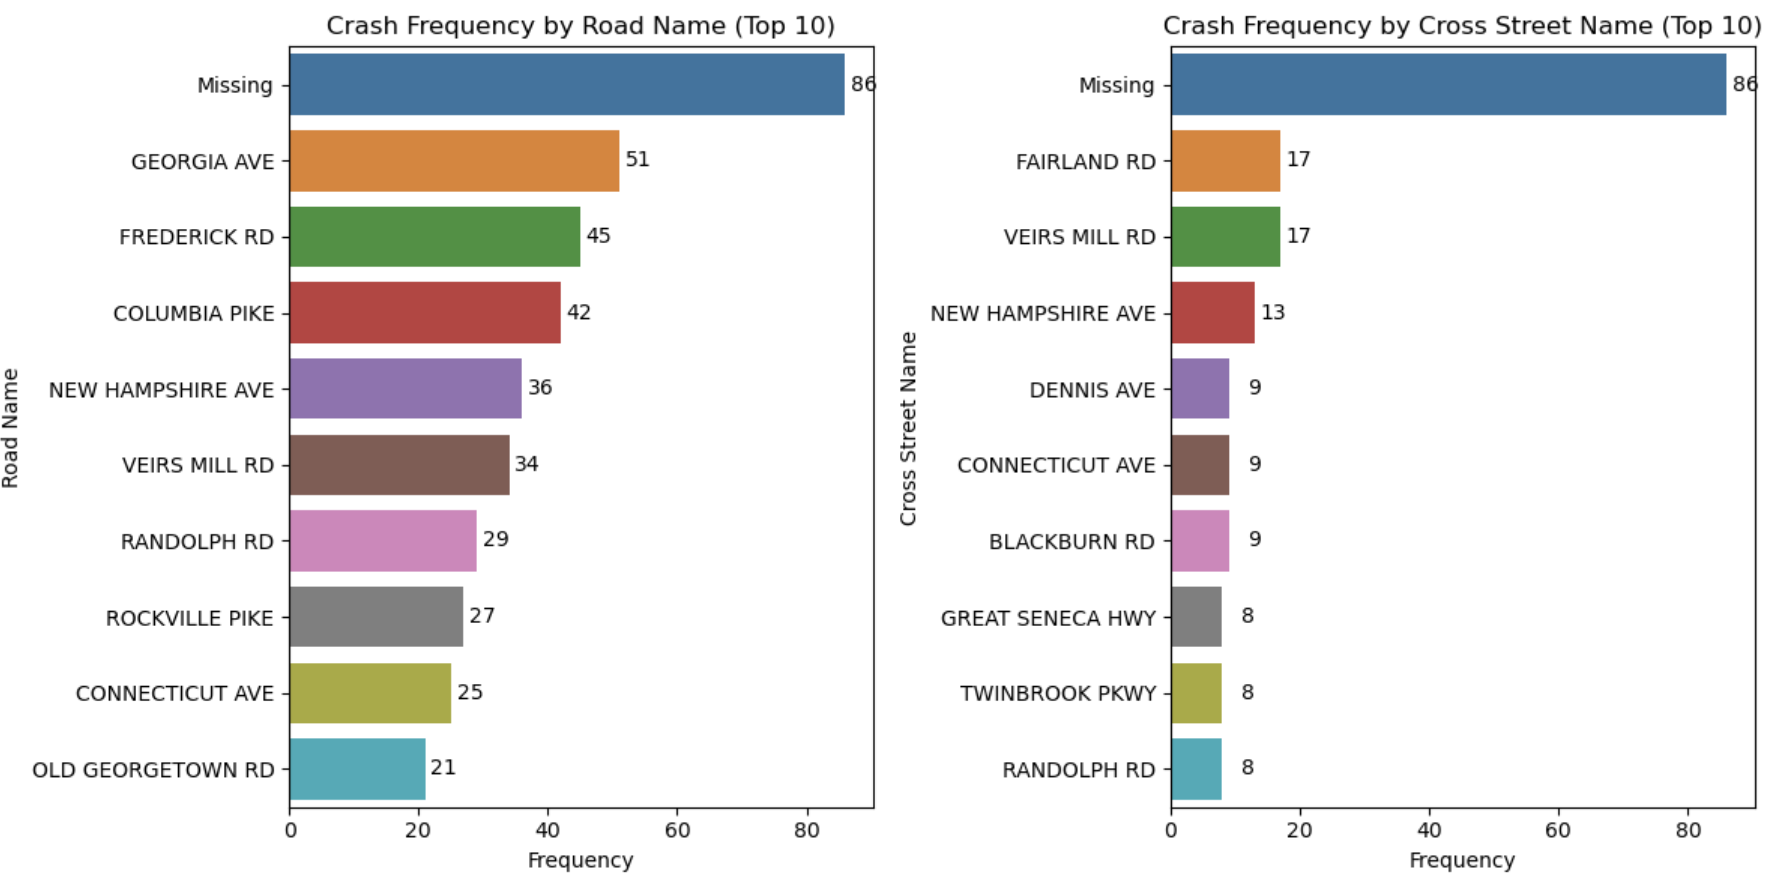 Crash Frequency by Road Name (Top 10)
Road Name
Missing 86
GEORGIA AVE 51
FREDERICK RD 45
COLUMBIA PIKE 42
NEW HAMPSHIRE AVE 36
VEIRS MILL RD 34
RANDOLPH RD 29
ROCKVILLE PIKE 27
CONNECTICUT AVE 25
OLD GEORGETOWN RD 21
0 20 40 60 80
Frequency
Crash Frequency by Cross Street Name (Top 10)
Cross Street Name
Missing 86
FAIRLAND RD 17
VEIRS MILL RD 17
NEW HAMPSHIRE AVE 13
DENNIS AVE 9
CONNECTICUT AVE 9
BLACKBURN RD 9
GREAT SENECA HWY 8
TWINBROOK PKWY 8
RANDOLPH RD 8
0 20 40 60 80
Frequency